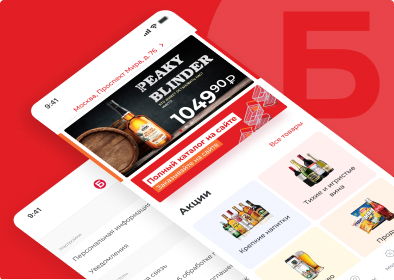 Б
9:41
Москва, Проспект Мира, д. 76
PEAKY
BLINDER
1049 90 ₽
Полный каталог на сайте
Заказывайте на сайте
Акции
Все товары
Крепкие напитки
Тихие и игристые
вина
9:41
Б
Персональная информация
Уведомления